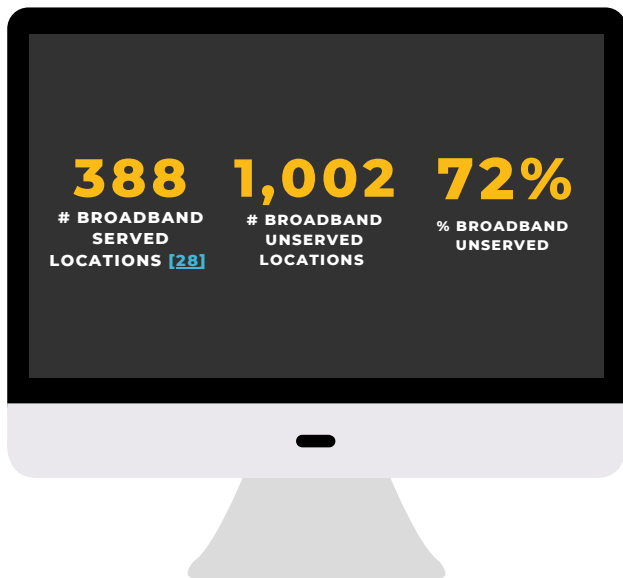 388
# BROADBAND
SERVED
LOCATIONS [28]
1,002
# BROADBAND
UNSERVED
LOCATIONS
72%
% BROADBAND
UNSERVED